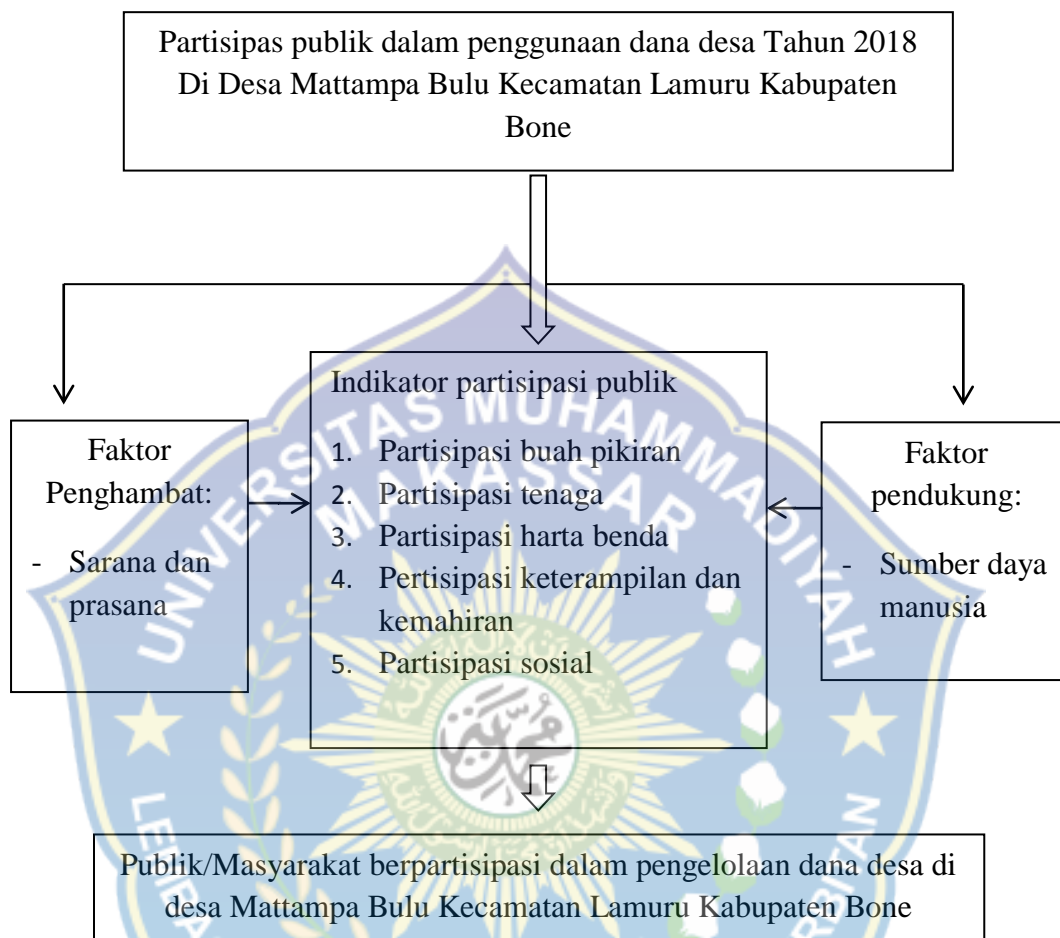 Partisipas publik dalam penggunaan dana desa Tahun 2018
Di Desa Mattampa Bulu Kecamatan Lamuru Kabupaten
Bone
Faktor
Penghambat:
- Sarana dan
prasana
Indikator partisipasi publik
1. Partisipasi buah pikiran
2. Partisipasi tenaga
3. Partisipasi harta benda
4. Pertisipasi keterampilan dan
kemahiran
5. Partisipasi sosial
Faktor
pendukung:
- Sumber daya
manusia
Publik/Masyarakat berpartisipasi dalam pengelolaan dana desa di
desa Mattampa Bulu Kecamatan Lamuru Kabupaten Bone
UNIVERSITAS MUHAMMADIYAH
MAKASSAR